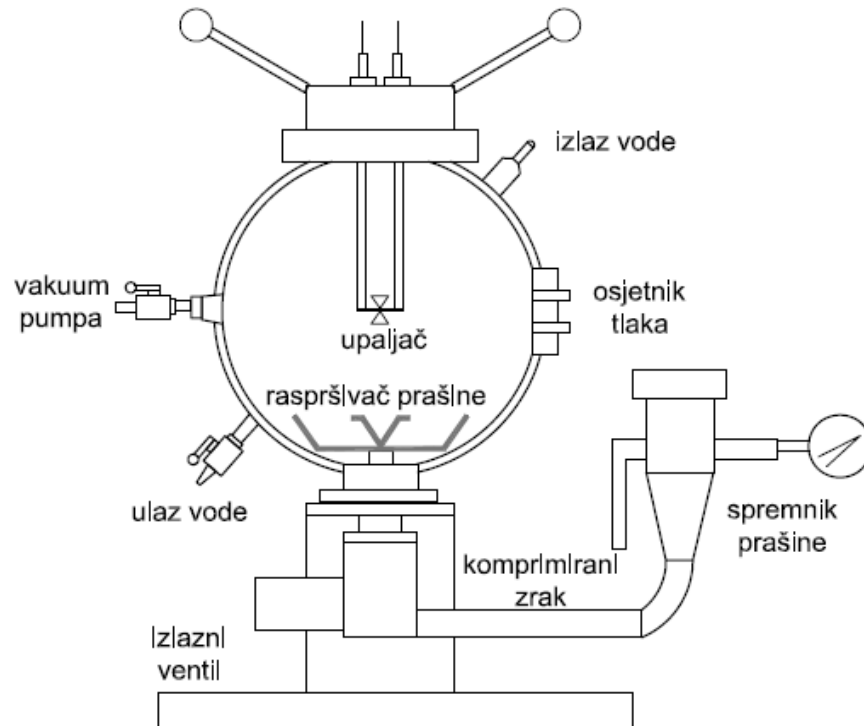 izlaz vode
vakuum
pumpa
osjetnik
tlaka
upaljač
raspršivač prašine
ulaz vode
spremnik
prašine
komprimirani
zrak
Izlazni
ventil